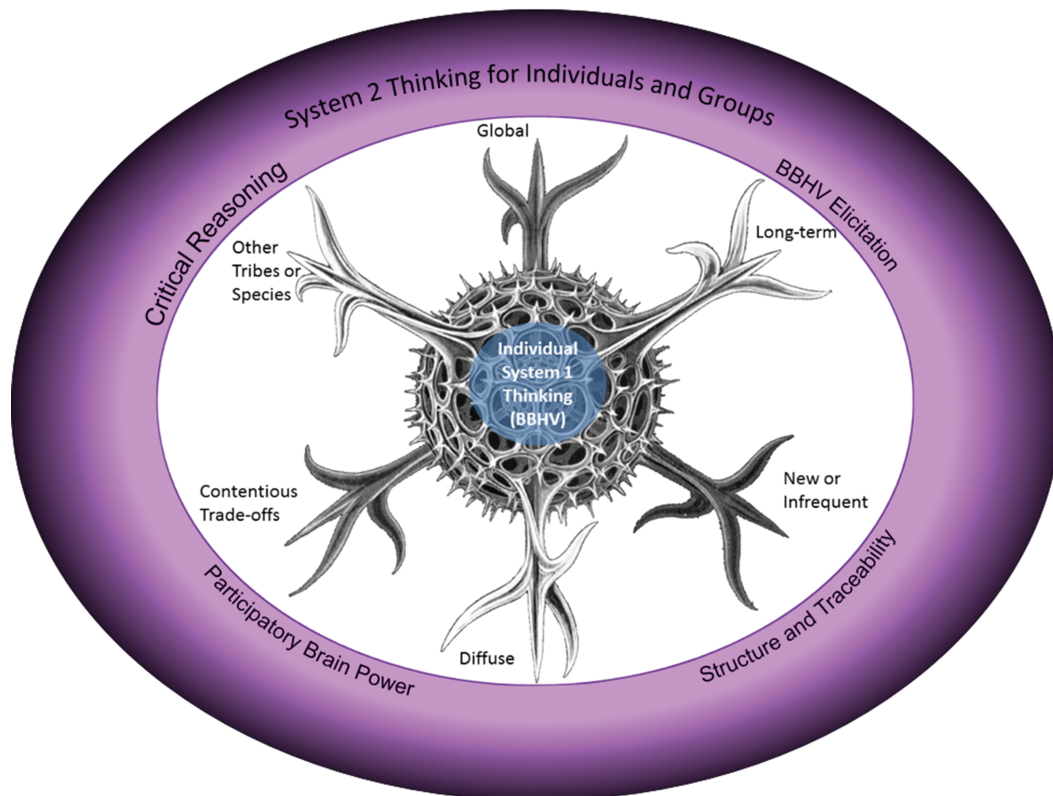 System 2 Thinking for Individuals and Groups
Critical Reasoning
BBHV Elicitation
Global
Long-term
Other
Tribes or
Species
Individual
System 1
Thinking
(BBHV)
Contentious
Trade-offs
New or
Infrequent
Diffuse
Participatory Brain Power
Structure and Traceability